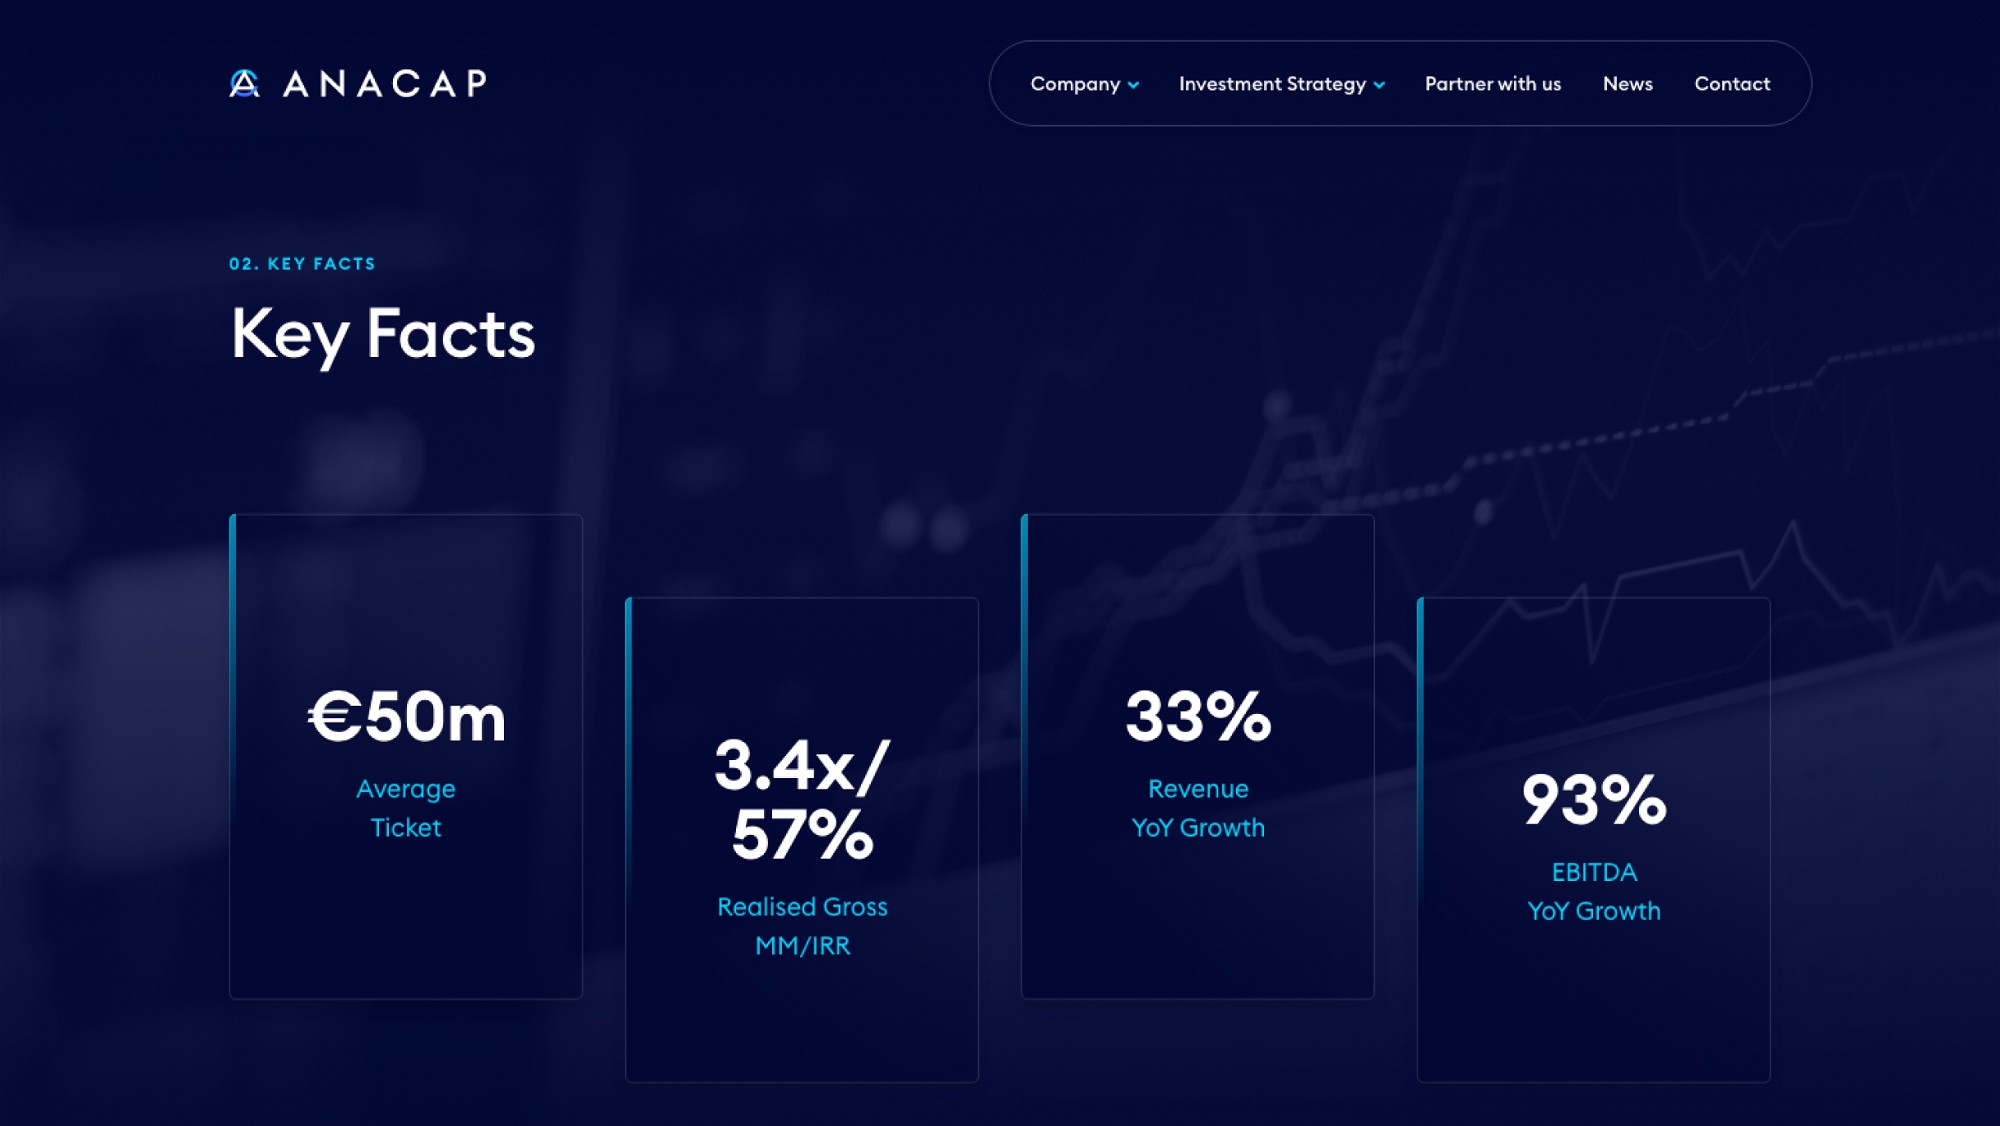 ANACAP
Company
Investment Strategy
Partner with us
News
Contact
02. KEY FACTS
Key Facts
€50m
Average
Ticket
3.4x/
57%
Realised Gross
MM/IRR
33%
Revenue
YoY Growth
93%
EBITDA
YoY Growth